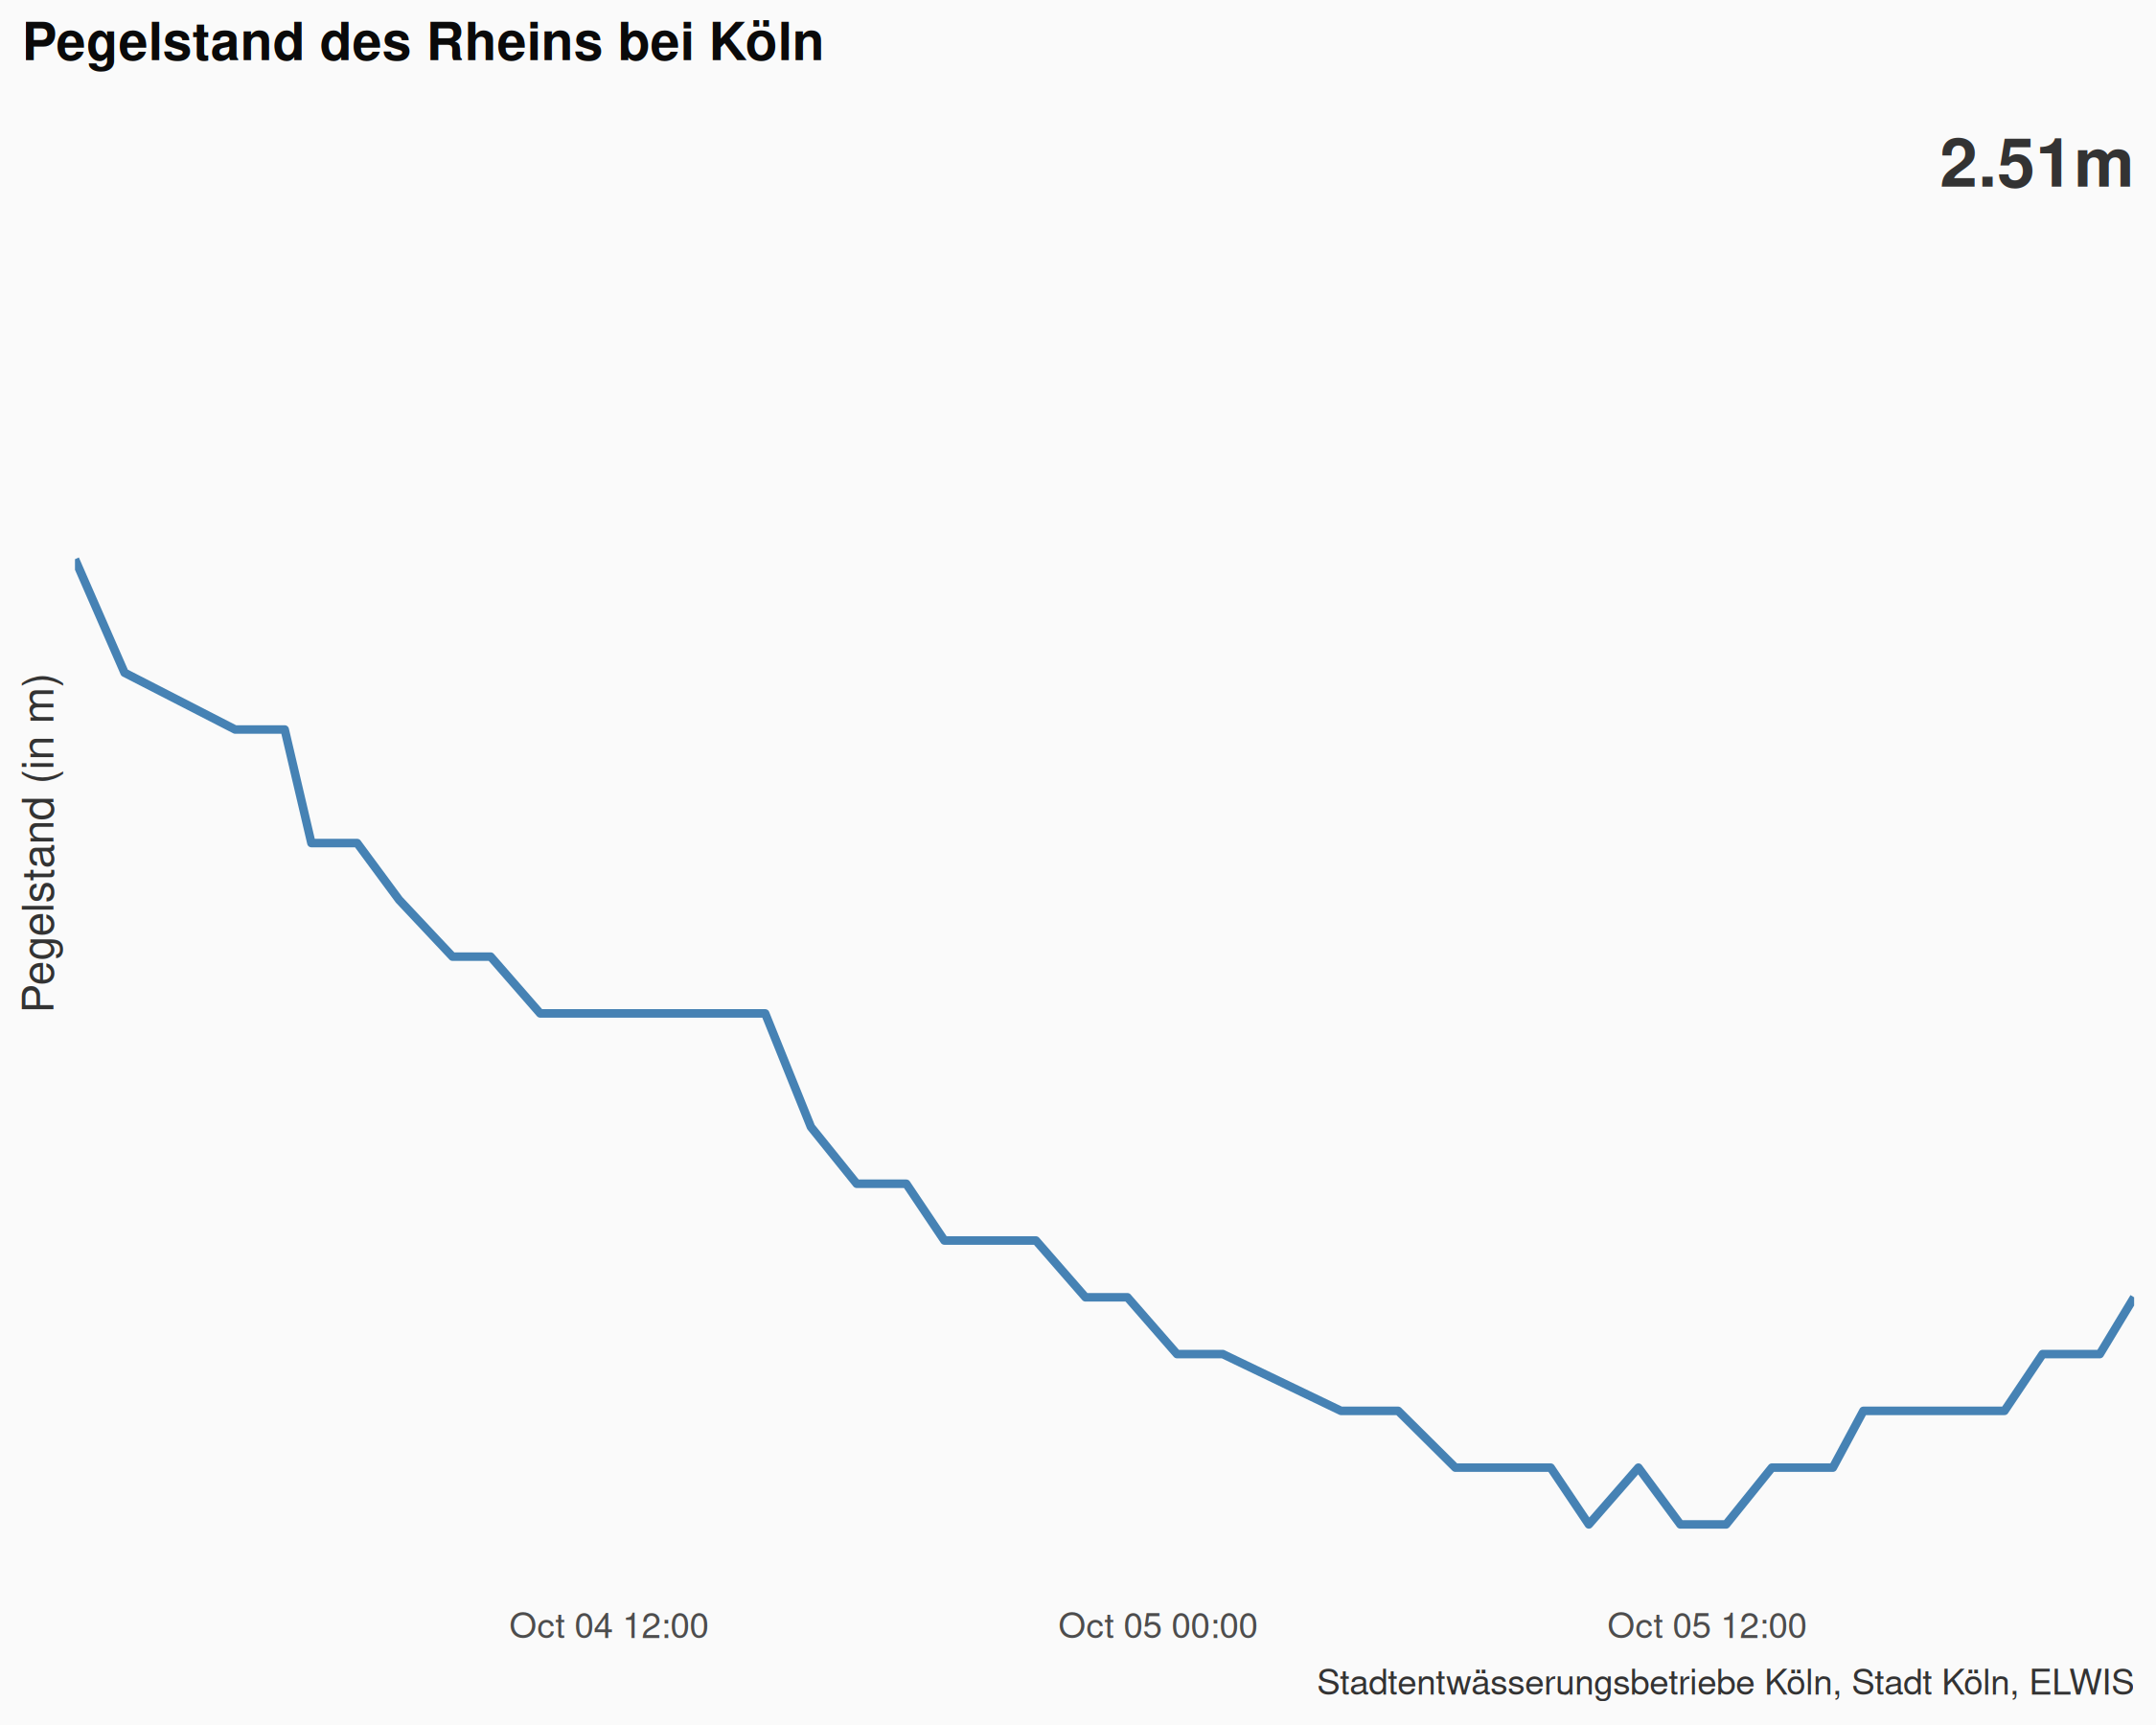 Pegelstand des Rheins bei Köln
2.51m
Pegelstand (in m)
Oct 04 12:00
Oct 05 00:00
Oct 05 12:00
Stadtentwässerungsbetriebe Köln, Stadt Köln, ELWIS